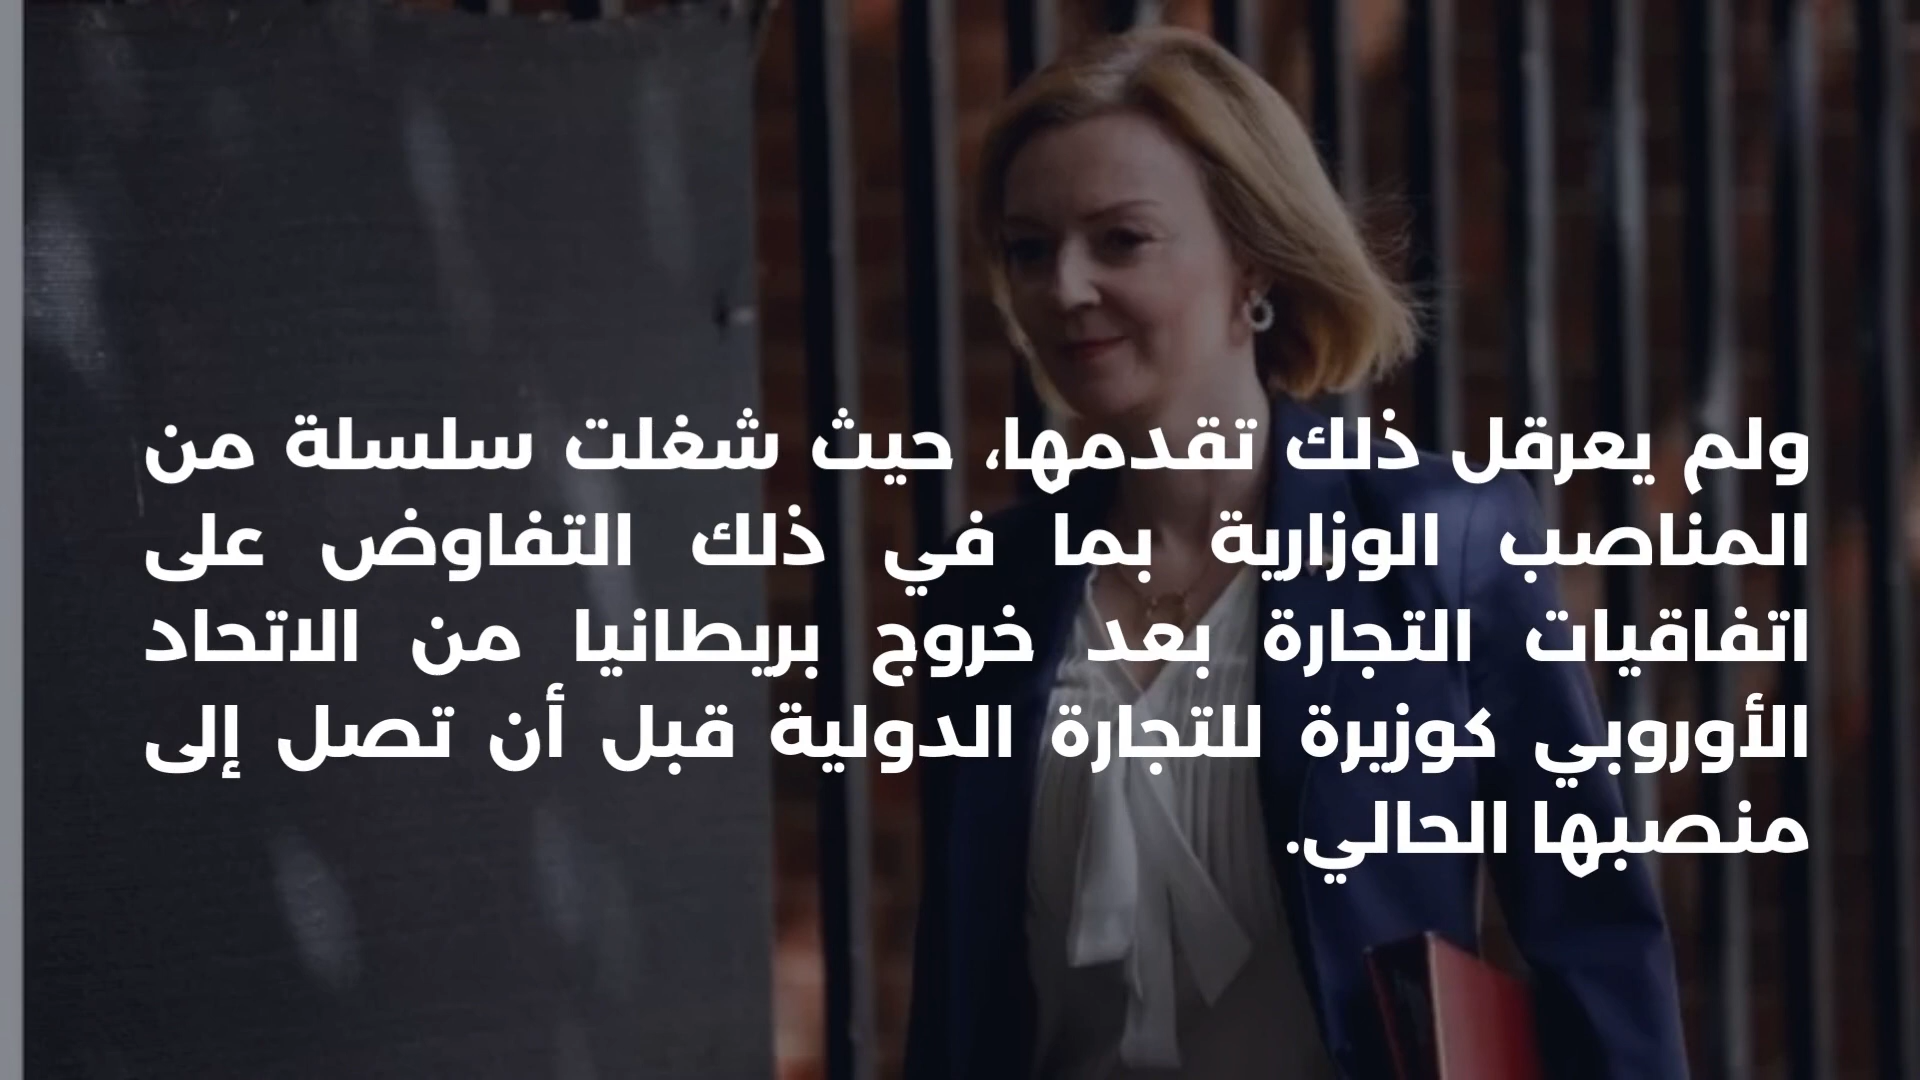 ولم يعرقل ذلك تقدمها، حيث شغلت سلسلة من
المناصب الوزارية بما في ذلك التفاوض على
اتفاقيات التجارة بعد خروج بريطانيا من الاتحاد
الأوروبي كوزيرة للتجارة الدولية قبل أن تصل إلى
منصبها الحالي.